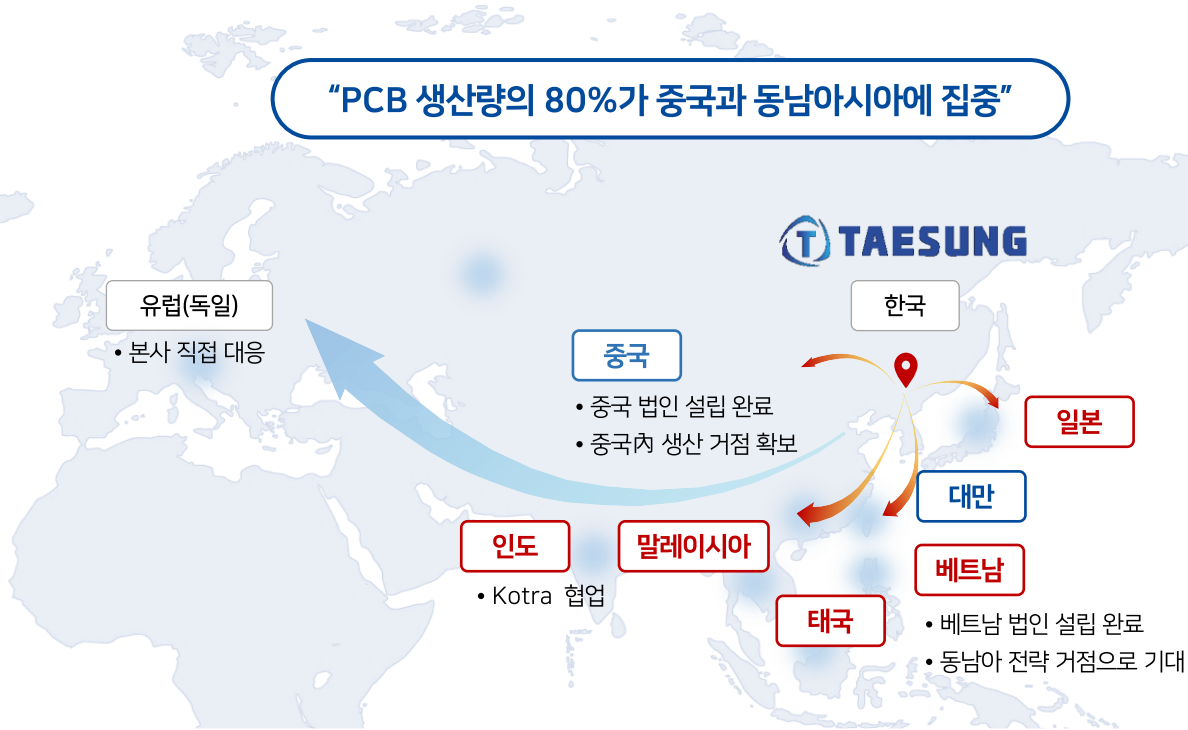 “PCB 생산량의 80%가 중국과 동남아시아에 집중”
T TAESUNG
유럽(독일)
• 본사 직접 대응
한국
중국
• 중국 법인 설립 완료
• 중국內 생산 거점 확보
일본
대만
인도
• Kotra 협업
말레이시아
베트남
• 베트남 법인 설립 완료
• 동남아 전략 거점으로 기대
태국